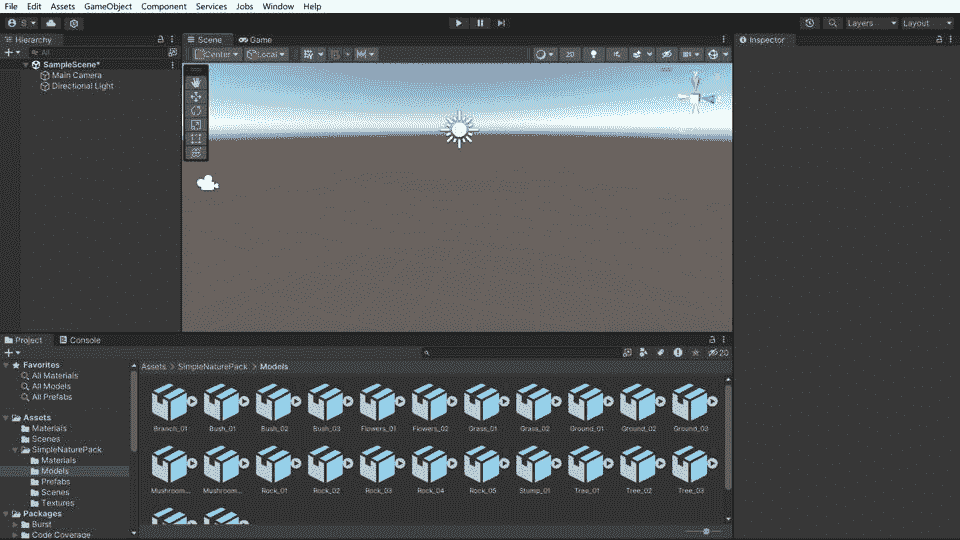 File Edit Assets GameObject Component Services Jobs Window Help
S Layers Layout
Hierarchy Scene Game Inspector
All Center Local 2D
SampleScene*
Main Camera
Directional Light
Project Console
20
Favorites Assets > SimpleNaturePack > Models
All Materials
All Models
All Prefabs
Branch_01 Bush_01 Bush_02 Bush_03 Flowers_01 Flowers_02 Grass_01 Grass_02 Ground_01 Ground_02 Ground_03
Assets
Materials
Scenes
SimpleNaturePack
Materials
Models
Prefabs
Mushroom... Mushroom... Rock_01 Rock_02 Rock_03 Rock_04 Rock_05 Stump_01 Tree_01 Tree_02 Tree_03
Scenes
Textures
Packages
Burst
Code Coverage